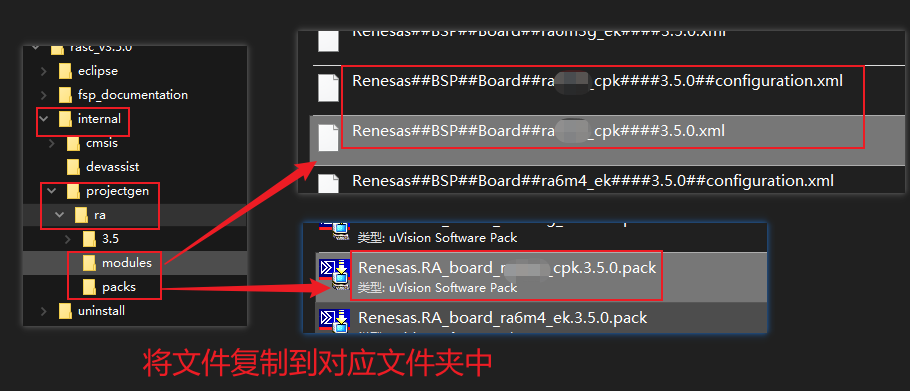 rasc_v3.5.0
eclipse
fsp_documentation
internal
cmsis
devassist
projectgen
ra
3.5
modules
packs
uninstall
Renesas##BSP##Board##ra6m3g_ek####3.5.0.xml
Renesas##BSP##Board##ra _cpk####3.5.0##configuration.xml
Renesas##BSP##Board##ra _cpk####3.5.0.xml
Renesas##BSP##Board##ra6m4_ek####3.5.0##configuration.xml
类型: uVision Software Pack
Renesas.RA_board_r _cpk.3.5.0.pack
类型: uVision Software Pack
Renesas.RA_board_ra6m4_ek.3.5.0.pack
将文件复制到对应文件夹中